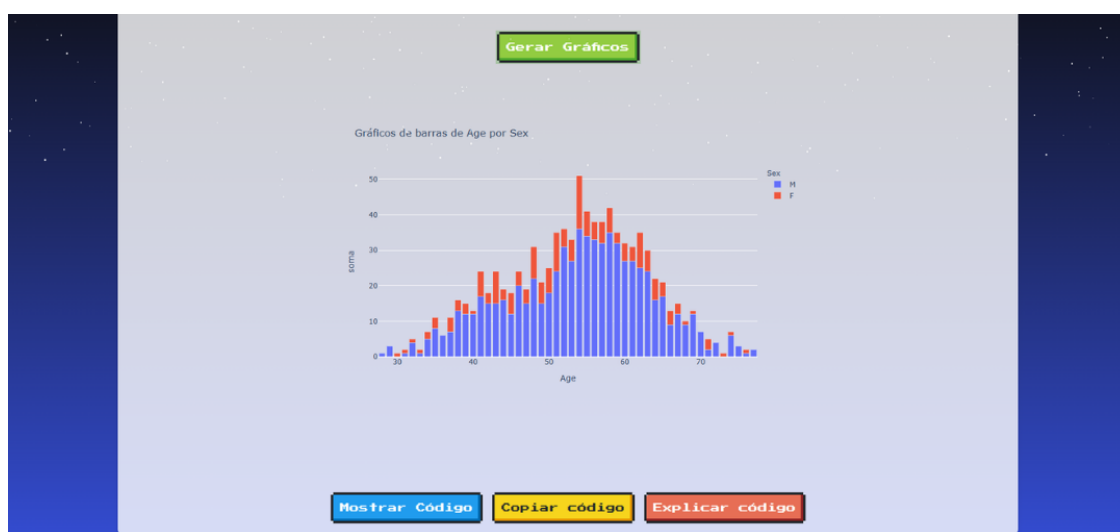 Gerar Gráficos
Gráficos de barras de Age por Sex
Sex
M
F
50
40
30
20
10
0
soma
30 40 50 60 70
Age
Mostrar Código Copiar código Explicar código